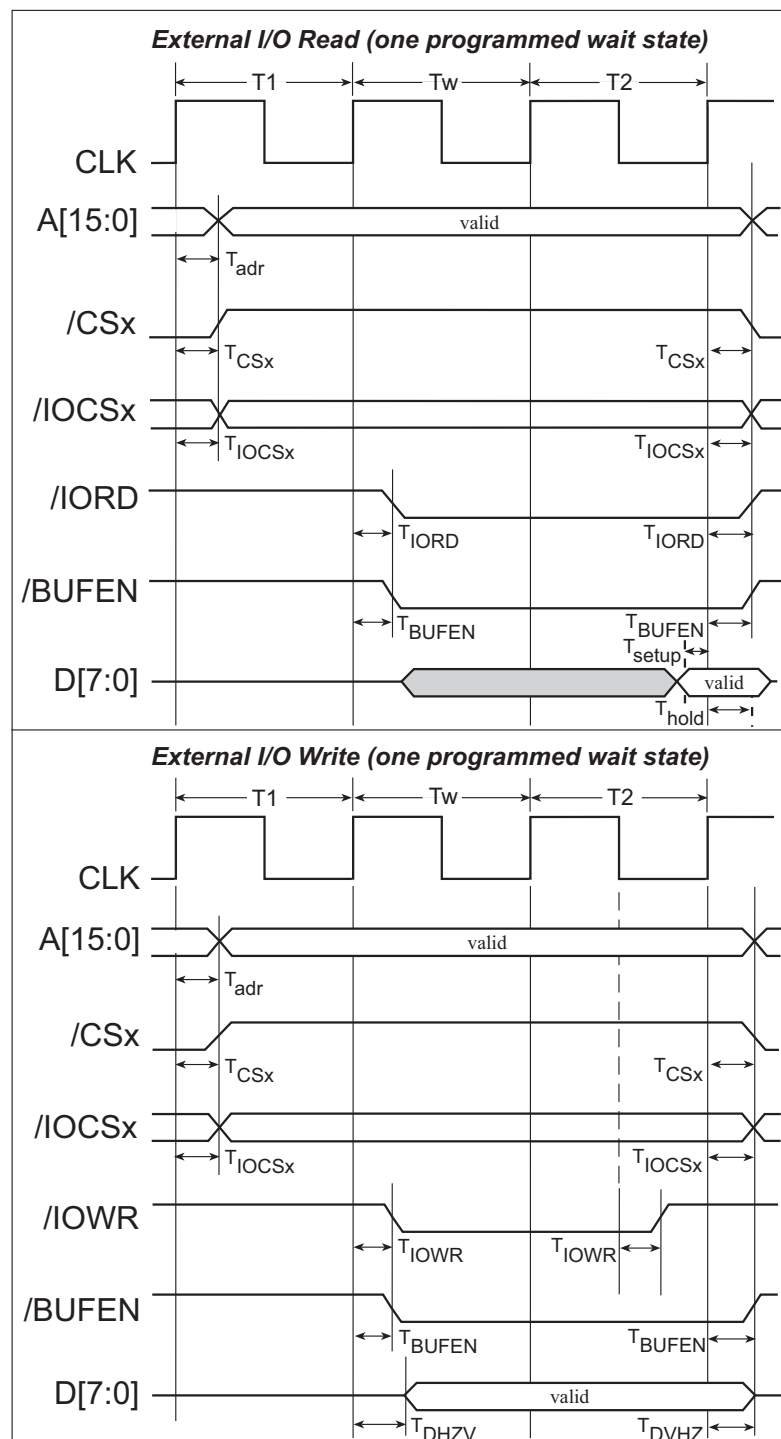 External I/O Read (one programmed wait state)
T1 Tw T2
CLK
A[15:0] valid
Tadr
/CSx
TCSx TCSx
/IOCSx
TIOCSx TIOCSx
/IORD
TIORD TIORD
/BUFEN
TBUFEN TBUFEN
Tsetup
D[7:0] valid
Thold
External I/O Write (one programmed wait state)
T1 Tw T2
CLK
A[15:0] valid
Tadr
/CSx
TCSx TCSx
/IOCSx
TIOCSx TIOCSx
/IOWR
TIOWR TIOWR
/BUFEN
TBUFEN TBUFEN
D[7:0] valid
TDHZV TDVHZ